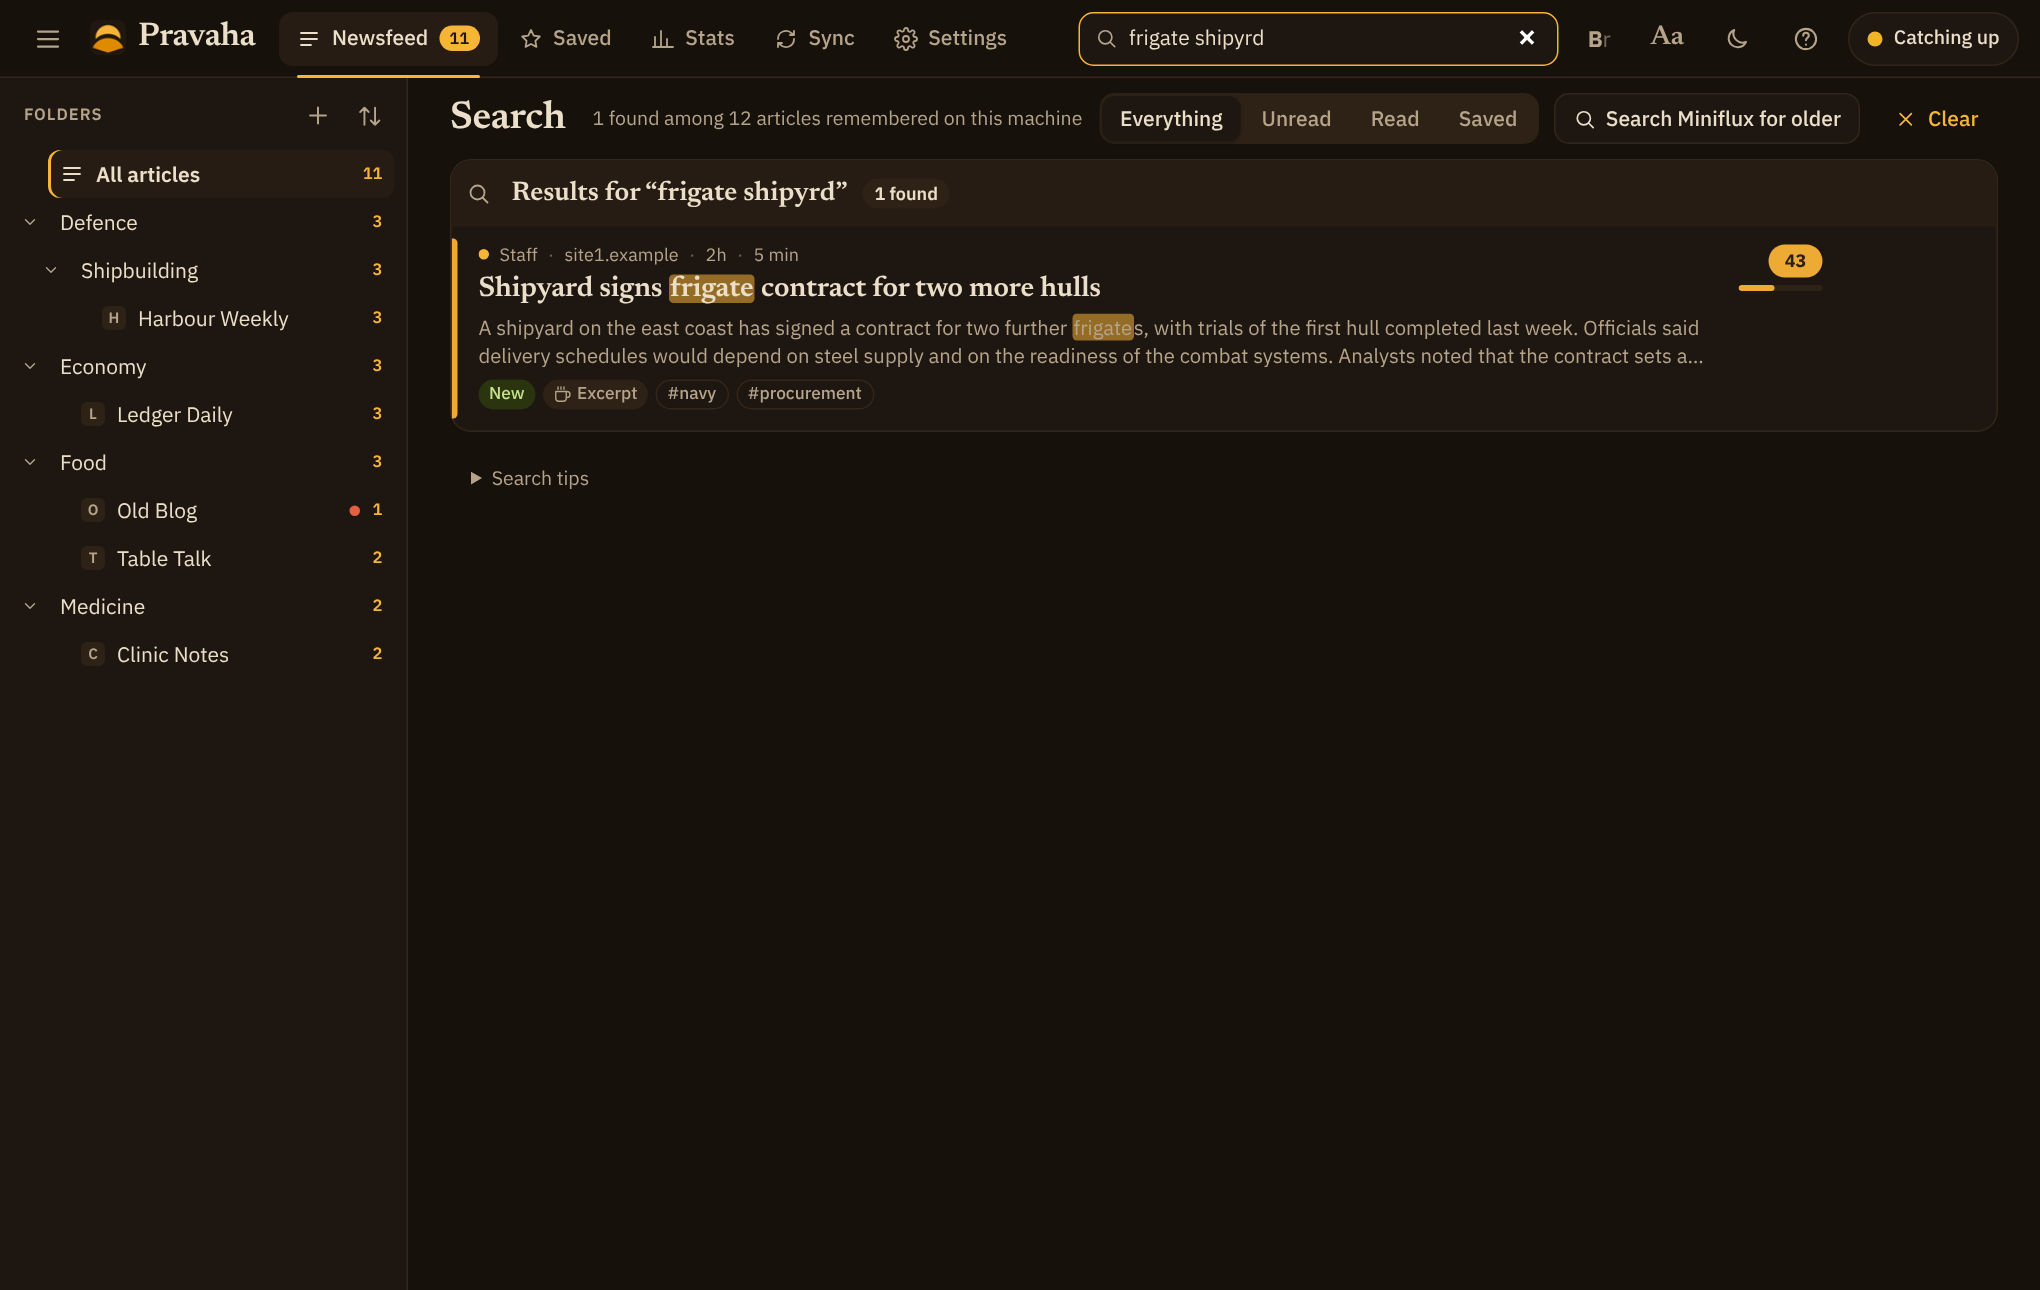 Pravaha
Newsfeed 11
Saved
Stats
Sync
Settings
frigate shipyrd
Br
Aa
Catching up
FOLDERS
All articles 11
Defence 3
Shipbuilding 3
H Harbour Weekly 3
Economy 3
L Ledger Daily 3
Food 3
O Old Blog 1
T Table Talk 2
Medicine 2
C Clinic Notes 2
Search
1 found among 12 articles remembered on this machine
Everything Unread Read Saved
Search Miniflux for older
Clear
Results for “frigate shipyrd” 1 found
Staff · site1.example · 2h · 5 min
43
Shipyard signs frigate contract for two more hulls
A shipyard on the east coast has signed a contract for two further frigates, with trials of the first hull completed last week. Officials said
delivery schedules would depend on steel supply and on the readiness of the combat systems. Analysts noted that the contract sets a…
New Excerpt #navy #procurement
Search tips